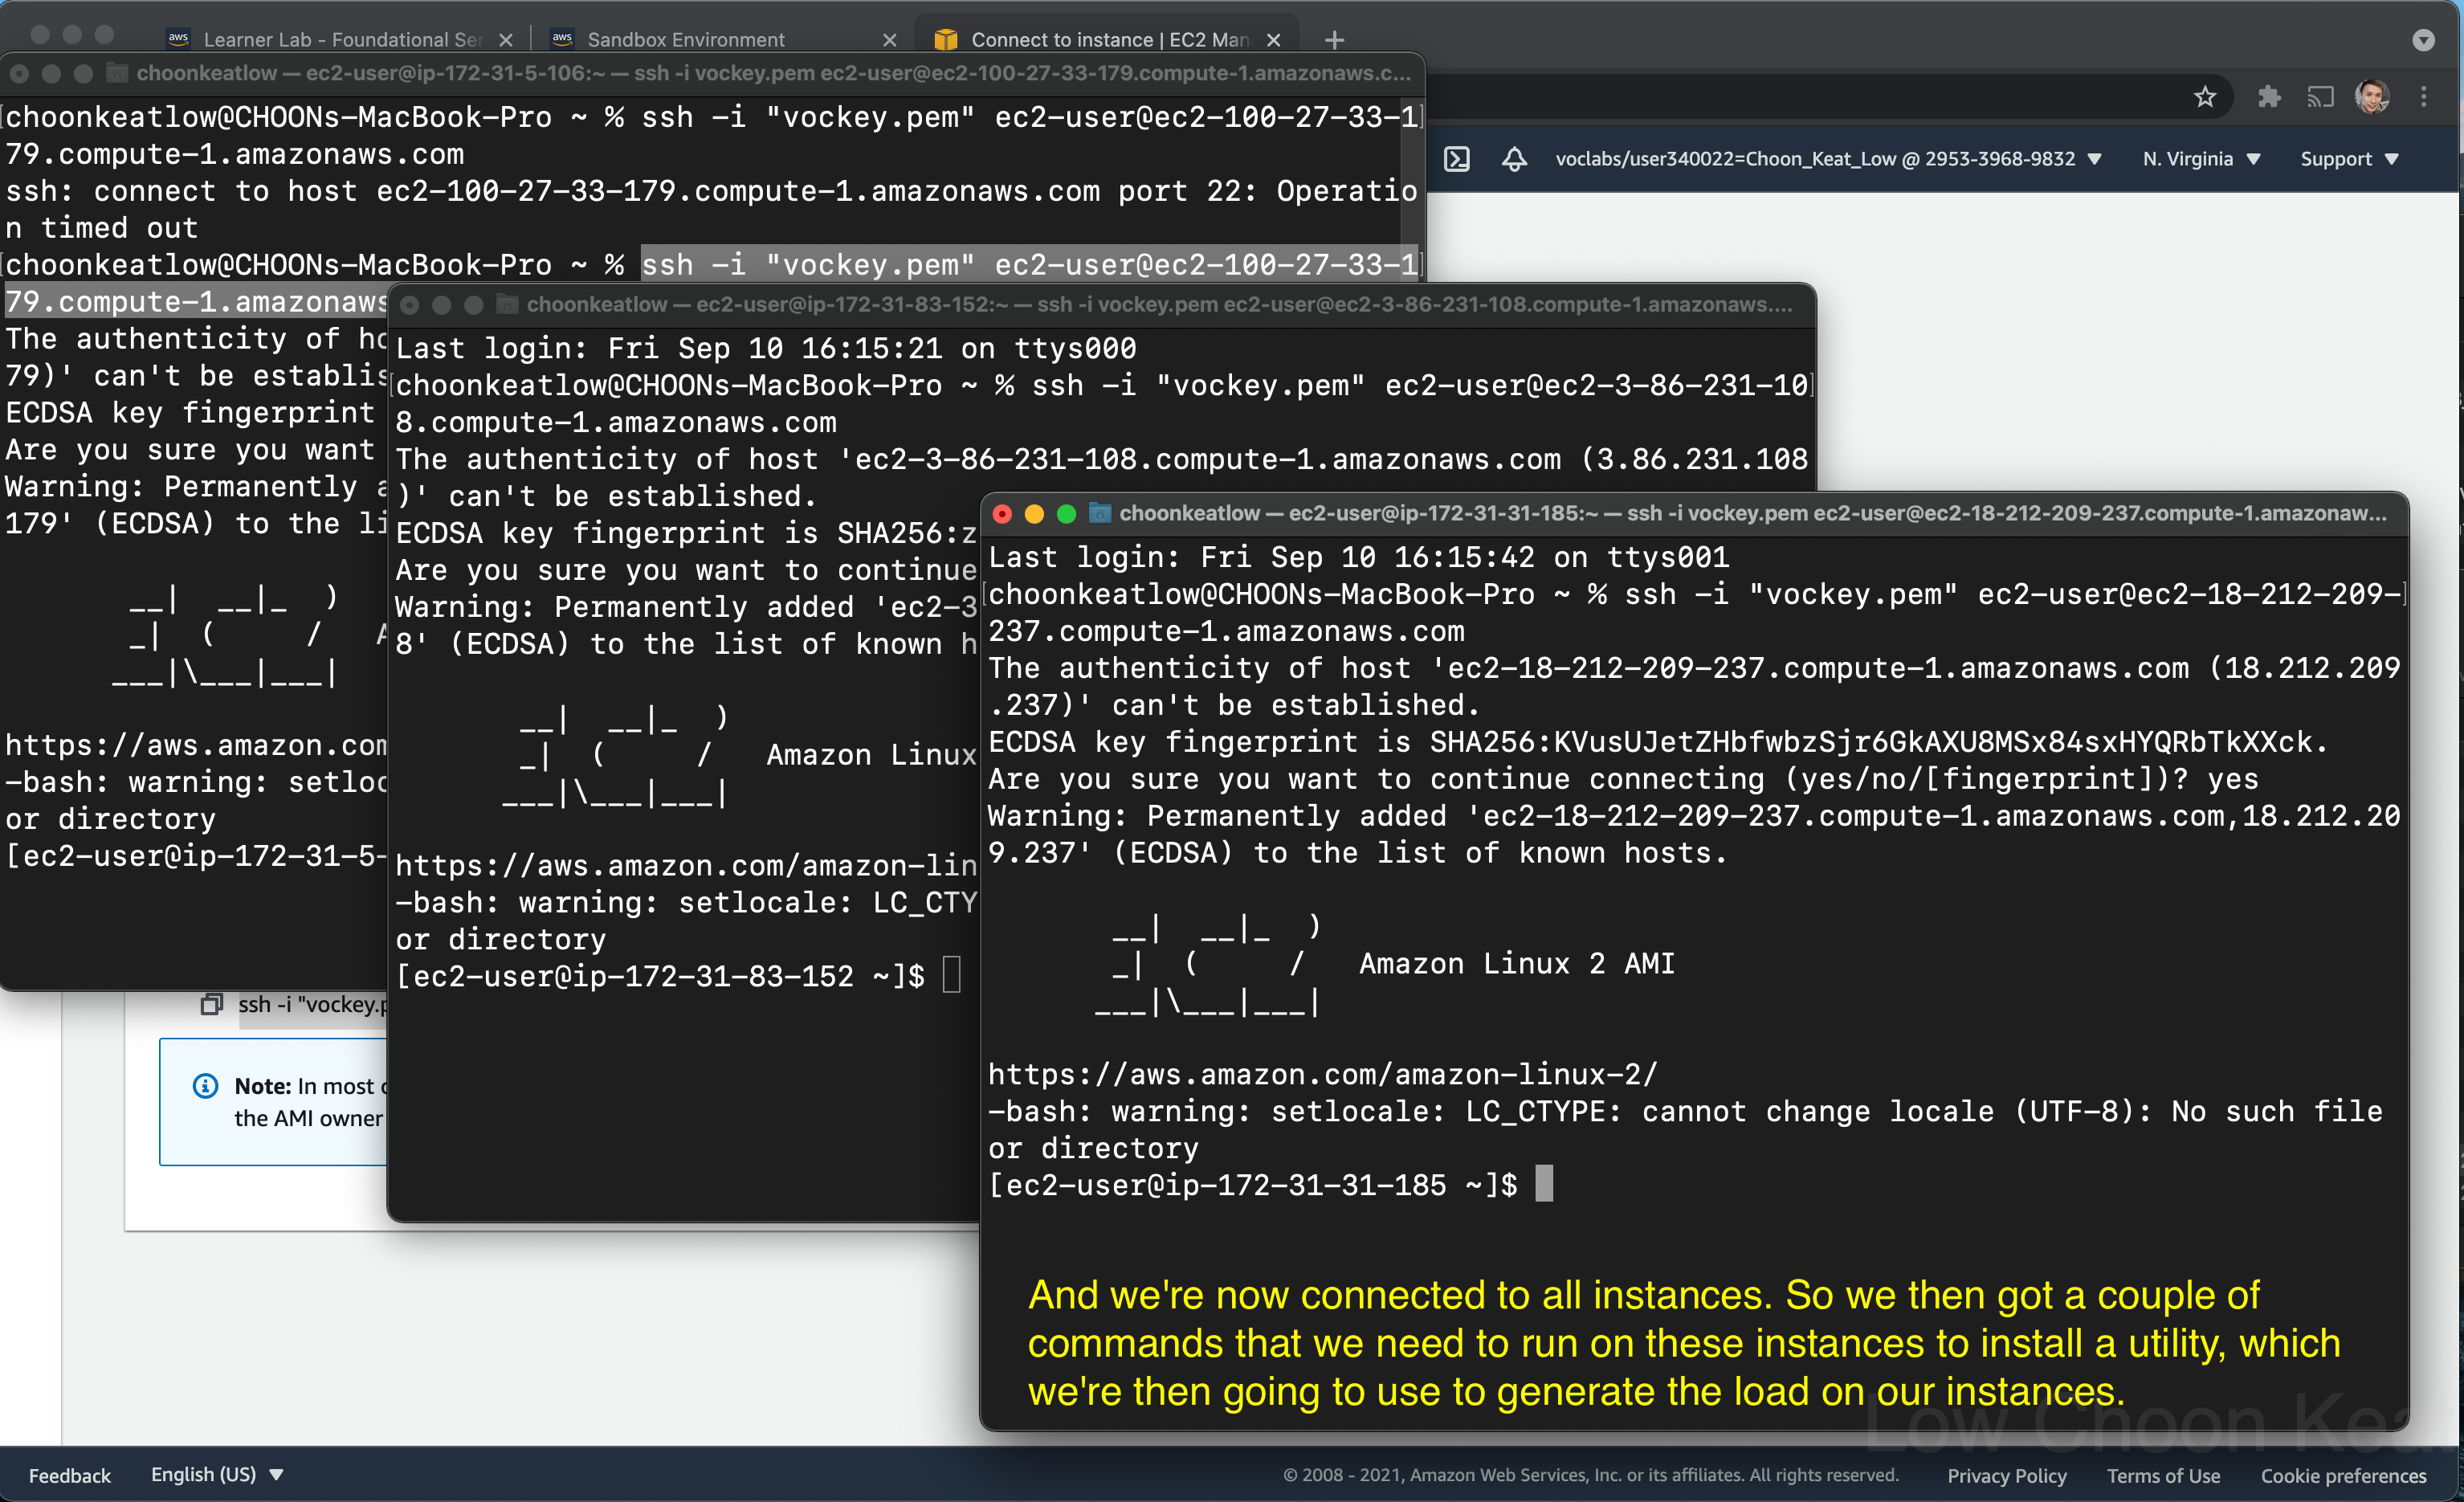 Learner Lab - Foundational Ser
Sandbox Environment
Connect to instance | EC2 Man
choonkeatlow — ec2-user@ip-172-31-5-106:~ — ssh -i vockey.pem ec2-user@ec2-100-27-33-179.compute-1.amazonaws.c...
choonkeatlow@CHOONs-MacBook-Pro ~ % ssh -i "vockey.pem" ec2-user@ec2-100-27-33-1
79.compute-1.amazonaws.com
ssh: connect to host ec2-100-27-33-179.compute-1.amazonaws.com port 22: Operatio
n timed out
choonkeatlow@CHOONs-MacBook-Pro ~ % ssh -i "vockey.pem" ec2-user@ec2-100-27-33-1
79.compute-1.amazonaws
The authenticity of ho
79)' can't be establis
ECDSA key fingerprint
Are you sure you want
Warning: Permanently a
179' (ECDSA) to the li
__| __|_ )
_| ( / A
___|\___|___|
https://aws.amazon.com
-bash: warning: setloc
or directory
[ec2-user@ip-172-31-5-
voclabs/user340022=Choon_Keat_Low @ 2953-3968-9832
N. Virginia
Support
choonkeatlow — ec2-user@ip-172-31-83-152:~ — ssh -i vockey.pem ec2-user@ec2-3-86-231-108.compute-1.amazonaws....
Last login: Fri Sep 10 16:15:21 on ttys000
choonkeatlow@CHOONs-MacBook-Pro ~ % ssh -i "vockey.pem" ec2-user@ec2-3-86-231-10
8.compute-1.amazonaws.com
The authenticity of host 'ec2-3-86-231-108.compute-1.amazonaws.com (3.86.231.108
)' can't be established.
ECDSA key fingerprint is SHA256:z
Are you sure you want to continue
Warning: Permanently added 'ec2-3
8' (ECDSA) to the list of known h
__| __|_ )
_| ( / Amazon Linux
___|\___|___|
https://aws.amazon.com/amazon-lin
-bash: warning: setlocale: LC_CTY
or directory
[ec2-user@ip-172-31-83-152 ~]$
choonkeatlow — ec2-user@ip-172-31-31-185:~ — ssh -i vockey.pem ec2-user@ec2-18-212-209-237.compute-1.amazonaw...
Last login: Fri Sep 10 16:15:42 on ttys001
choonkeatlow@CHOONs-MacBook-Pro ~ % ssh -i "vockey.pem" ec2-user@ec2-18-212-209-
237.compute-1.amazonaws.com
The authenticity of host 'ec2-18-212-209-237.compute-1.amazonaws.com (18.212.209
.237)' can't be established.
ECDSA key fingerprint is SHA256:KVusUJetZHbfwbzSjr6GkAXU8MSx84sxHYQRbTkXXck.
Are you sure you want to continue connecting (yes/no/[fingerprint])? yes
Warning: Permanently added 'ec2-18-212-209-237.compute-1.amazonaws.com,18.212.20
9.237' (ECDSA) to the list of known hosts.
__| __|_ )
_| ( / Amazon Linux 2 AMI
___|\___|___|
https://aws.amazon.com/amazon-linux-2/
-bash: warning: setlocale: LC_CTYPE: cannot change locale (UTF-8): No such file
or directory
[ec2-user@ip-172-31-31-185 ~]$
ssh -i "vockey.p
Note: In most c
the AMI owner
And we're now connected to all instances. So we then got a couple of
commands that we need to run on these instances to install a utility, which
we're then going to use to generate the load on our instances.
Low Choon Kea
Feedback
English (US)
© 2008 - 2021, Amazon Web Services, Inc. or its affiliates. All rights reserved.
Privacy Policy
Terms of Use
Cookie preferences